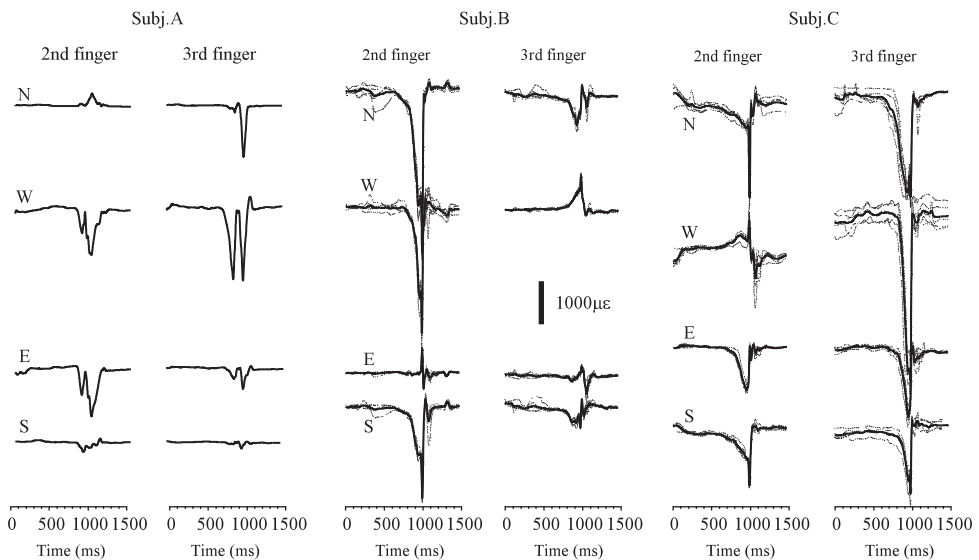 Subj.A Subj.B Subj.C
2nd finger 3rd finger 2nd finger 3rd finger 2nd finger 3rd finger
N N N
W W W
1000με
E E E
S S S
0 500 1000 1500 0 500 1000 1500 0 500 1000 1500 0 500 1000 1500 0 500 1000 1500 0 500 1000 1500
Time (ms) Time (ms) Time (ms) Time (ms) Time (ms) Time (ms)